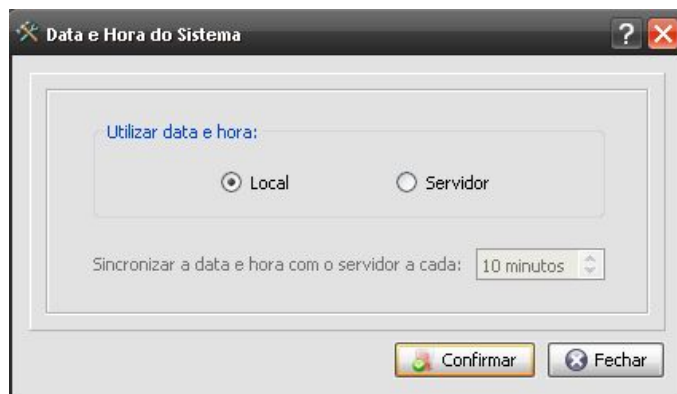 Data e Hora do Sistema
Utilizar data e hora:
Local Servidor
Sincronizar a data e hora com o servidor a cada: 10 minutos
Confirmar Fechar